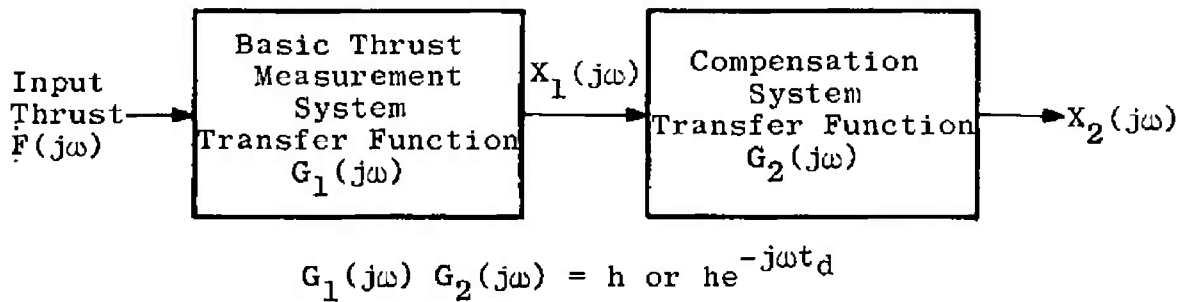 Input
Thrust
F(jω)
Basic Thrust
Measurement
System
Transfer Function
G₁(jω)
X₁(jω)
Compensation
System
Transfer Function
G₂(jω)
X₂(jω)
G₁(jω) G₂(jω) = h or he^{-jωt_d}